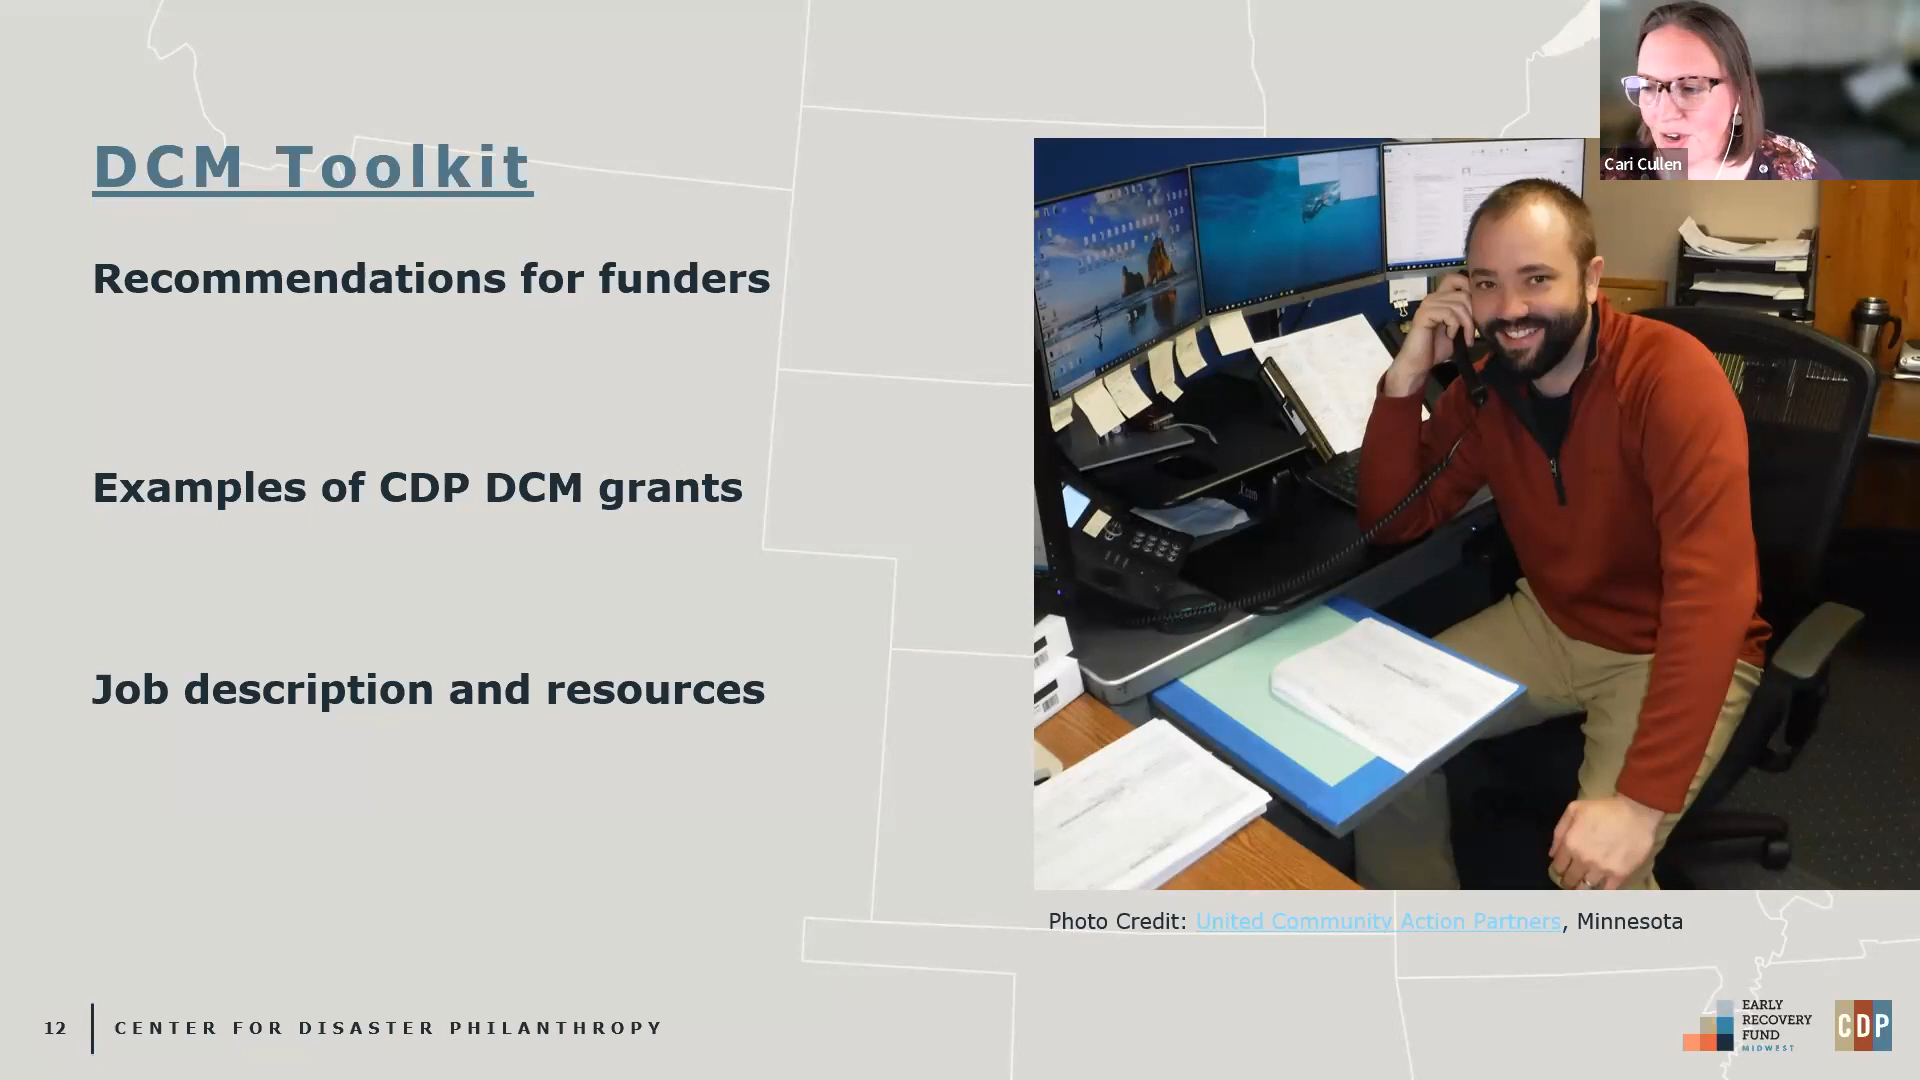 Cari Cullen
DCM Toolkit
Recommendations for funders
Examples of CDP DCM grants
Job description and resources
Photo Credit: United Community Action Partners, Minnesota
12
CENTER FOR DISASTER PHILANTHROPY
EARLY
RECOVERY
FUND
MIDWEST
CDP